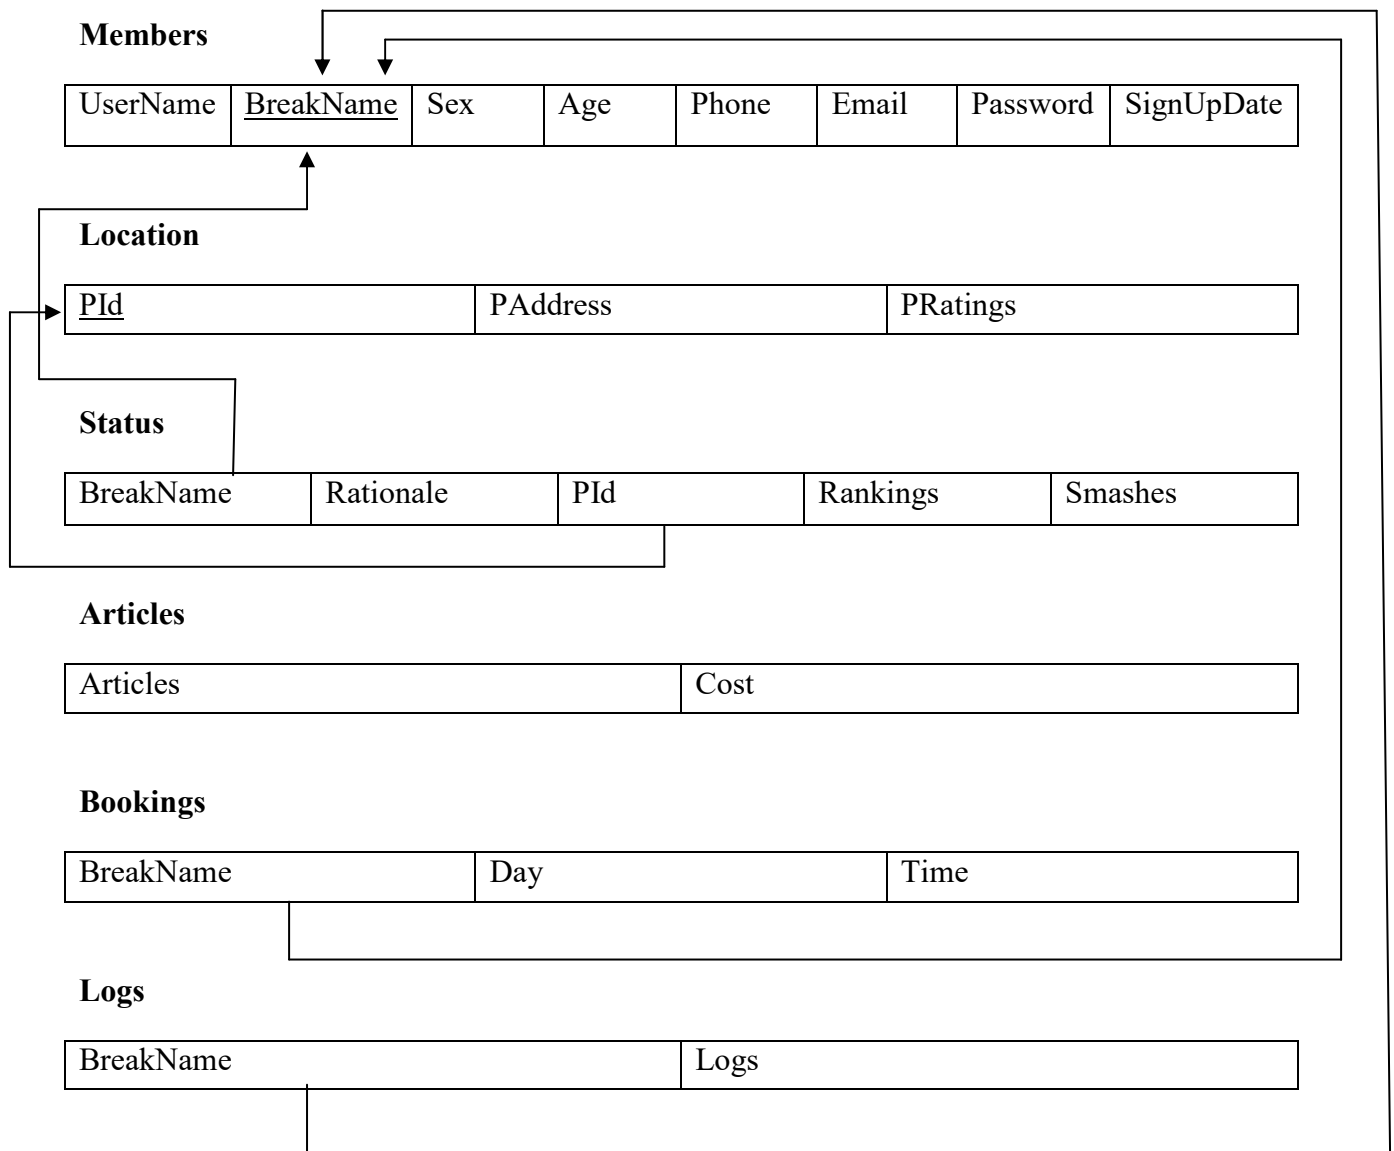 Members
UserName BreakName Sex Age Phone Email Password SignUpDate
Location
PId PAddress PRatings
Status
BreakName Rationale PId Rankings Smashes
Articles
Articles Cost
Bookings
BreakName Day Time
Logs
BreakName Logs